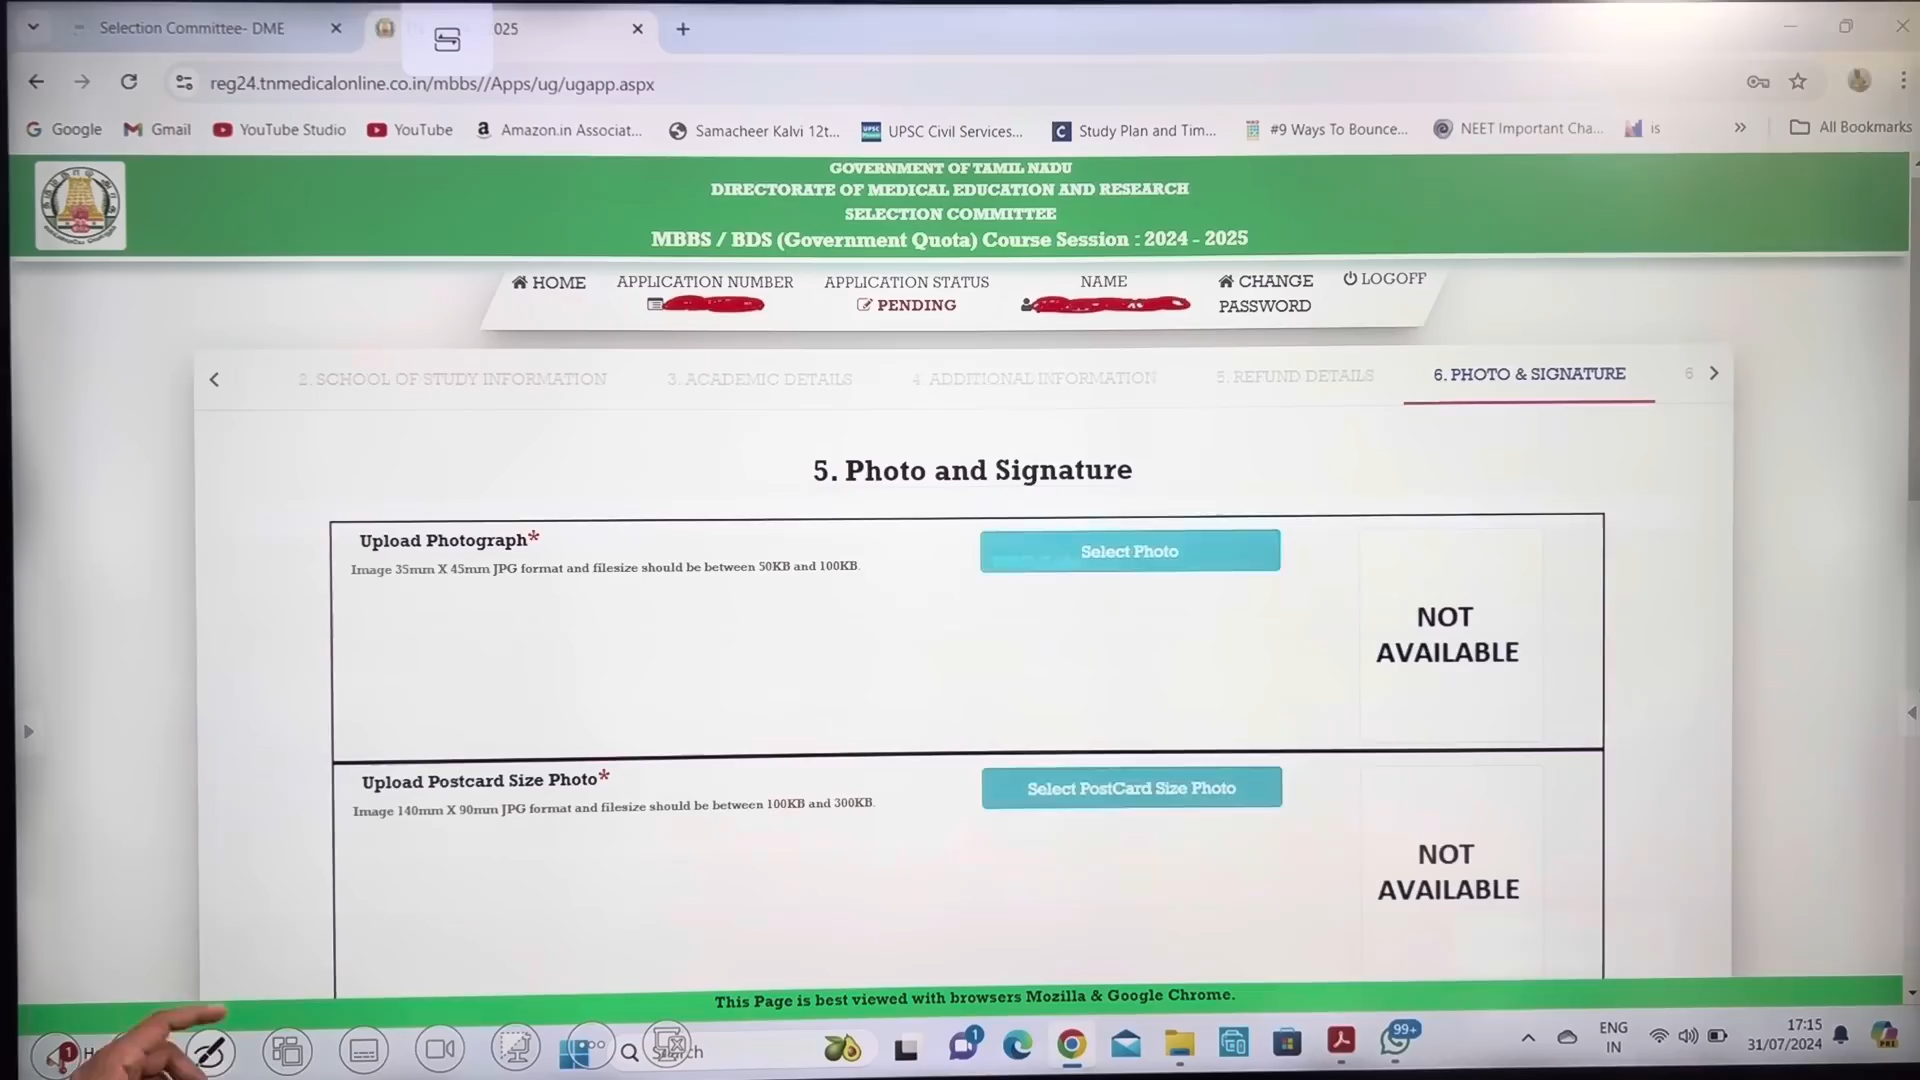 Selection Committee- DME
025
reg24.tnmedicalonline.co.in/mbbs//Apps/ug/ugapp.aspx
Google
Gmail
YouTube Studio
YouTube
Amazon.in Associat...
Samacheer Kalvi 12t...
UPSC Civil Services...
Study Plan and Tim...
#9 Ways To Bounce...
NEET Important Cha...
is
All Bookmarks
GOVERNMENT OF TAMIL NADU
DIRECTORATE OF MEDICAL EDUCATION AND RESEARCH
SELECTION COMMITTEE
MBBS / BDS (Government Quota) Course Session : 2024 - 2025
HOME
APPLICATION NUMBER
APPLICATION STATUS
PENDING
NAME
CHANGE
PASSWORD
LOGOFF
2. SCHOOL OF STUDY INFORMATION
3. ACADEMIC DETAILS
4. ADDITIONAL INFORMATION
5. REFUND DETAILS
6. PHOTO & SIGNATURE
6
5. Photo and Signature
Upload Photograph*
Image 35mm X 45mm JPG format and filesize should be between 50KB and 100KB.
Select Photo
NOT
AVAILABLE
Upload Postcard Size Photo*
Image 140mm X 90mm JPG format and filesize should be between 100KB and 300KB.
Select PostCard Size Photo
NOT
AVAILABLE
This Page is best viewed with browsers Mozilla & Google Chrome.
1
Search
1
99+
ENG
IN
17:15
31/07/2024